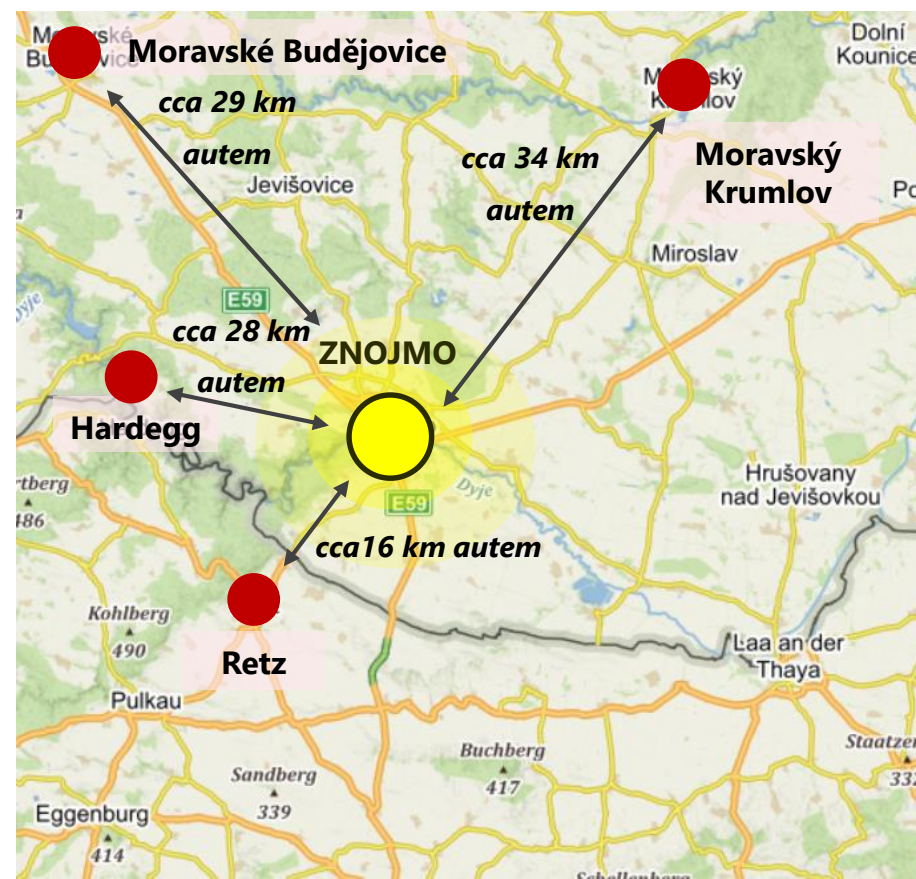 Moravské Budějovice
Dolní
Kounice
cca 29 km
autem
Moravský
Krumlov
cca 34 km
autem
Jevišovice
Miroslav
E59
Dyje
cca 28 km
autem
ZNOJMO
Hardegg
Hrušovany
nad Jevišovkou
Dyje
E59
cca16 km autem
Kohlberg
490
Retz
Laa an der
Thaya
Pulkau
Buchberg
417
Sandberg
339
Eggenburg
414